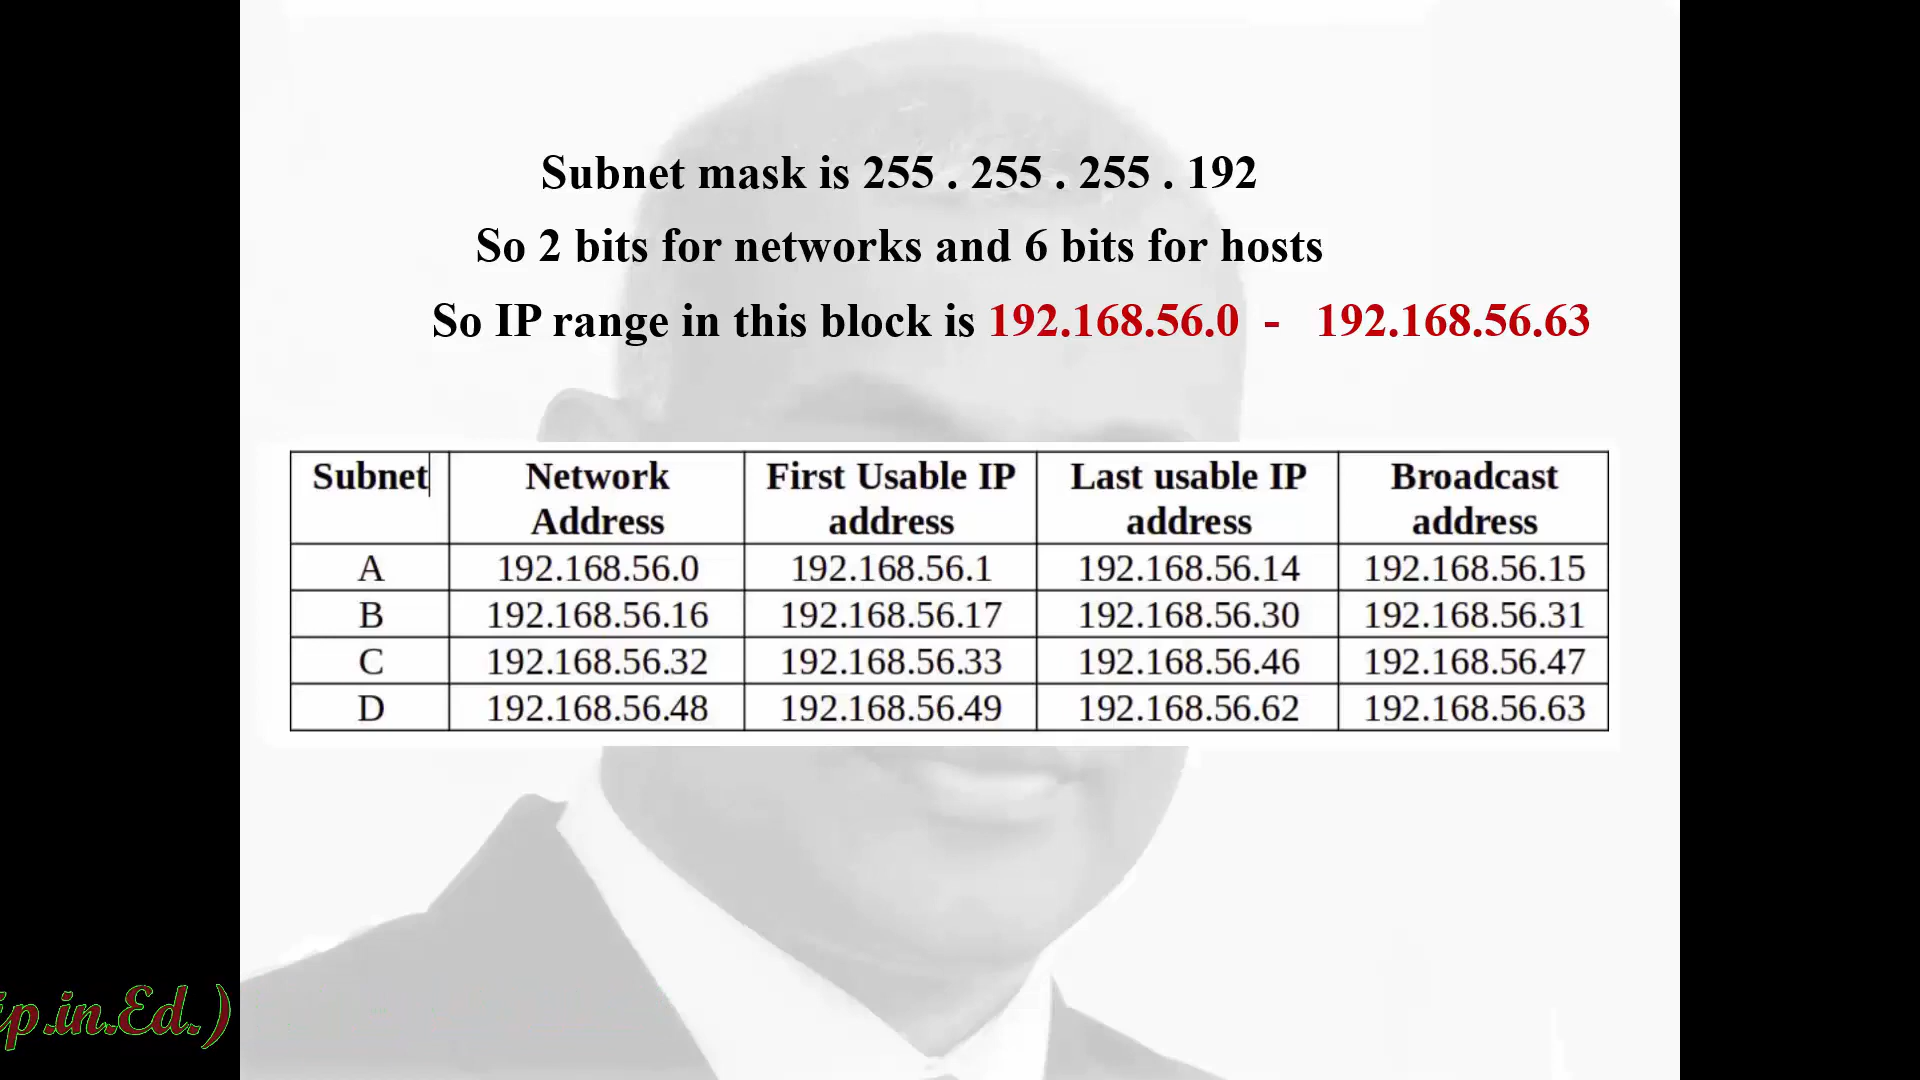 Subnet mask is 255 . 255 . 255 . 192
So 2 bits for networks and 6 bits for hosts
So IP range in this block is 192.168.56.0 - 192.168.56.63
Subnet Network Address First Usable IP address Last usable IP address Broadcast address
A 192.168.56.0 192.168.56.1 192.168.56.14 192.168.56.15
B 192.168.56.16 192.168.56.17 192.168.56.30 192.168.56.31
C 192.168.56.32 192.168.56.33 192.168.56.46 192.168.56.47
D 192.168.56.48 192.168.56.49 192.168.56.62 192.168.56.63
ip.in.Ed.)